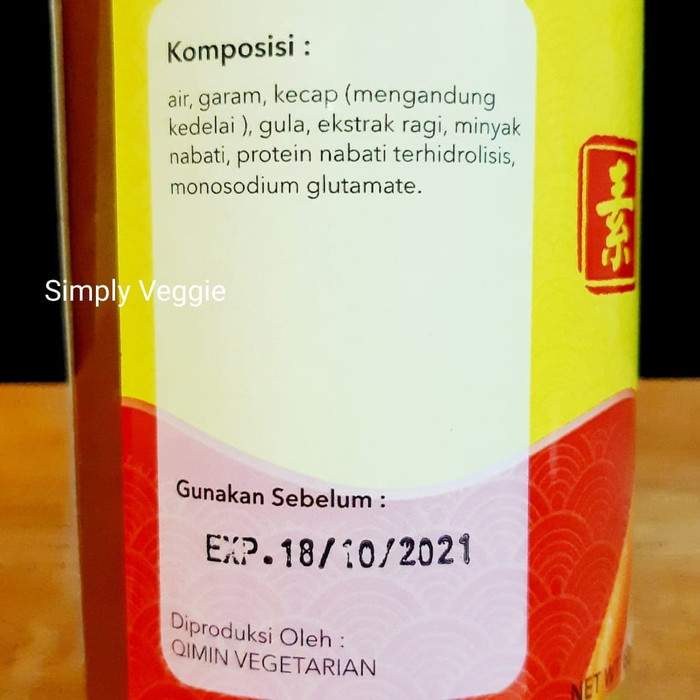 Komposisi :
air, garam, kecap (mengandung
kedelai ), gula, ekstrak ragi, minyak
nabati, protein nabati terhidrolisis,
monosodium glutamate.
素
Simply Veggie
Gunakan Sebelum :
EXP.18/10/2021
Diproduksi Oleh :
QIMIN VEGETARIAN
NET